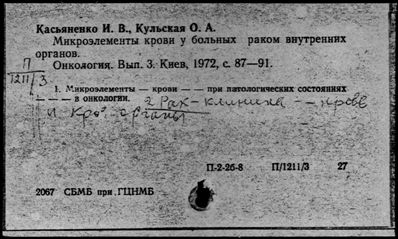 Касьяненко И. В., Кульская О. А.
Микроэлементы крови у больных раком внутренних
органов.
Онкология. Вып. 3. Киев, 1972, с. 87—91.
П
1211/3
1. Микроэлементы — крови — — при патологических состояниях
— — — в онкологии. 2 Рак - клиника — - кровь
и органы
П-2-26-8 П/1211/3 27
2067 СБМБ при ГЦНМБ